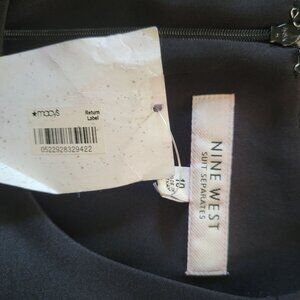 ★macy's
Return
Label
0522928329422
NINE WEST
SUIT SEPARATES
10